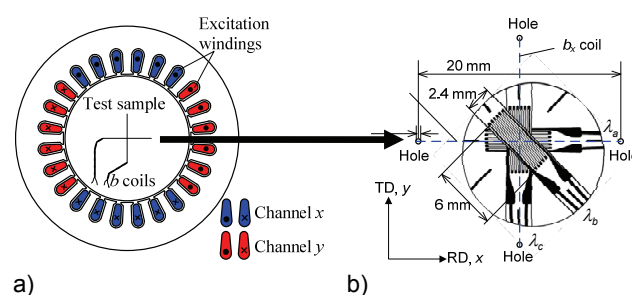 Excitation
windings
Test sample
b coils
Channel x
Channel y
a)
Hole
bx coil
20 mm
2.4 mm
Hole
Hole
λa
6 mm
λb
λc
TD, y
RD, x
Hole
b)